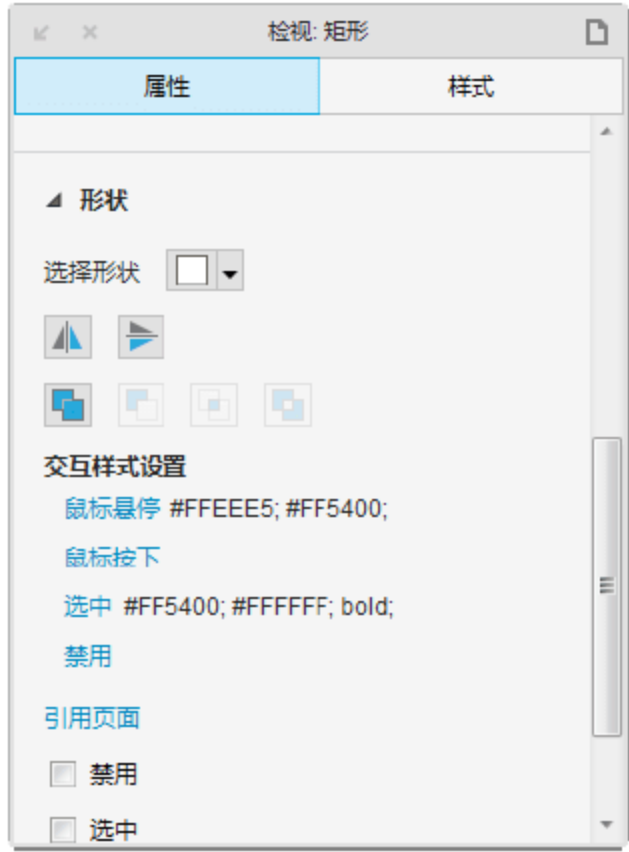 检视: 矩形
属性 样式
形状
选择形状
交互样式设置
鼠标悬停 #FFEEE5; #FF5400;
鼠标按下
选中 #FF5400; #FFFFFF; bold;
禁用
引用页面
禁用
选中